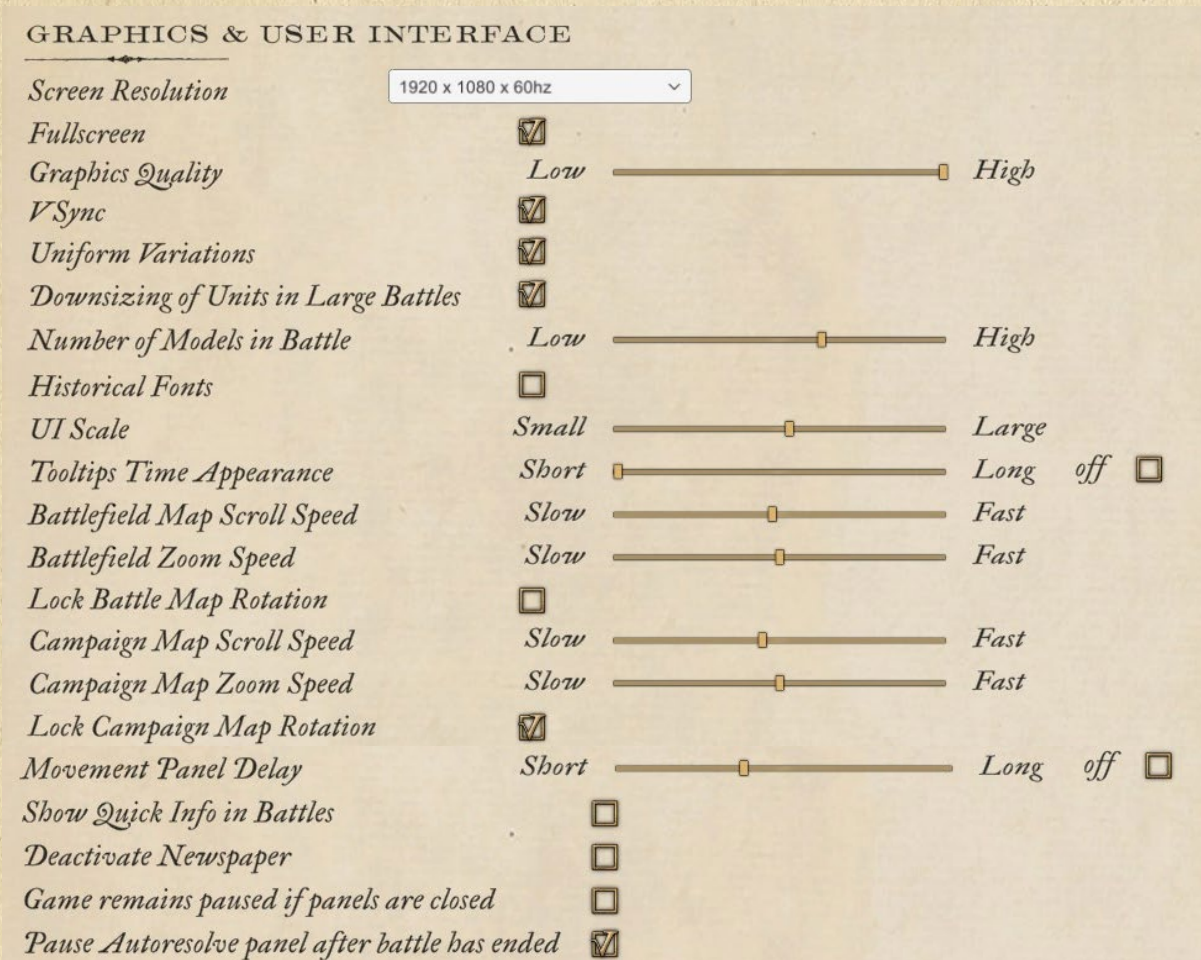 GRAPHICS & USER INTERFACE
Screen Resolution 1920 x 1080 x 60hz
Fullscreen
Graphics Quality Low High
VSync
Uniform Variations
Downsizing of Units in Large Battles
Number of Models in Battle Low High
Historical Fonts
UI Scale Small Large
Tooltips Time Appearance Short Long off
Battlefield Map Scroll Speed Slow Fast
Battlefield Zoom Speed Slow Fast
Lock Battle Map Rotation
Campaign Map Scroll Speed Slow Fast
Campaign Map Zoom Speed Slow Fast
Lock Campaign Map Rotation
Movement Panel Delay Short Long off
Show Quick Info in Battles
Deactivate Newspaper
Game remains paused if panels are closed
Pause Autoresolve panel after battle has ended